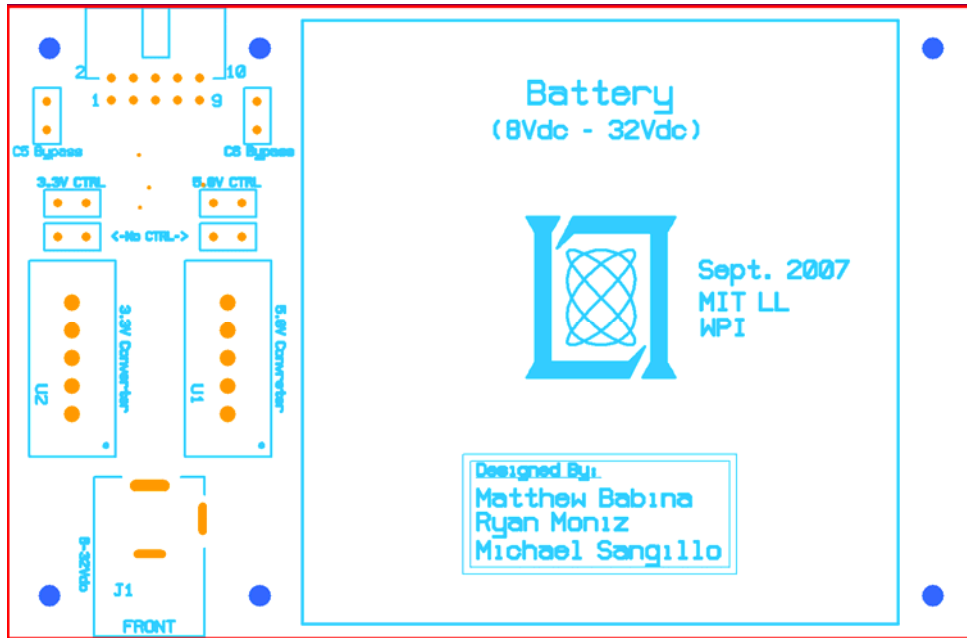 2 10
1 9
C5 Bypass
C6 Bypass
3.3V CTRL
5.0V CTRL
<-No CTRL->
3.3V Converter
U2
5.0V Convreter
U1
8-32Vdc
J1
FRONT
Battery
(8Vdc - 32Vdc)
Sept. 2007
MIT LL
WPI
Designed By:
Matthew Babina
Ryan Moniz
Michael Sangillo